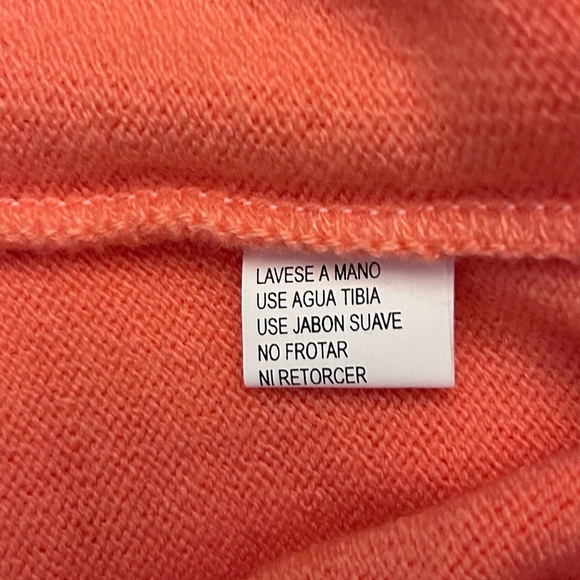 LAVESE A MANO
USE AGUA TIBIA
USE JABON SUAVE
NO FROTAR
NI RETORCER